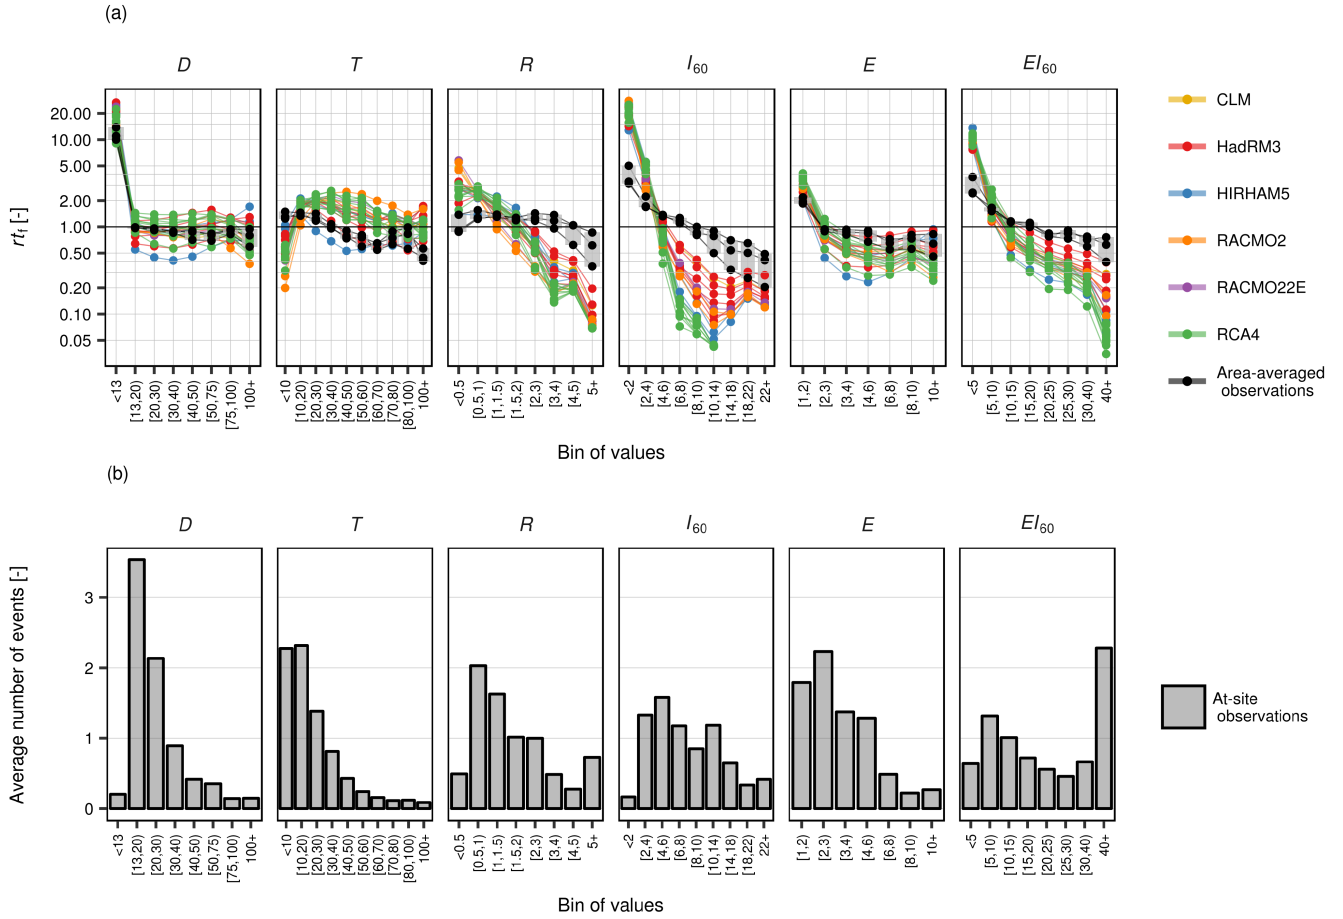 (a)
D T R I60 E EI60
rtf [-]
20.00
10.00
5.00
2.00
1.00
0.50
0.20
0.10
0.05
<13 [13,20) [20,30) [30,40) [40,50) [50,75) [75,100) 100+
<10 [10,20) [20,30) [30,40) [40,50) [50,60) [60,70) [70,80) [80,100) 100+
<0.5 [0.5,1) [1,1.5) [1.5,2) [2,3) [3,4) [4,5) 5+
<2 [2,4) [4,6) [6,8) [8,10) [10,14) [14,18) [18,22) 22+
[1,2) [2,3) [3,4) [4,6) [6,8) [8,10) 10+
<5 [5,10) [10,15) [15,20) [20,25) [25,30) [30,40) 40+
Bin of values
CLM
HadRM3
HIRHAM5
RACMO2
RACMO22E
RCA4
Area-averaged
observations
(b)
D T R I60 E EI60
Average number of events [-]
3
2
1
0
<13 [13,20) [20,30) [30,40) [40,50) [50,75) [75,100) 100+
<10 [10,20) [20,30) [30,40) [40,50) [50,60) [60,70) [70,80) [80,100) 100+
<0.5 [0.5,1) [1,1.5) [1.5,2) [2,3) [3,4) [4,5) 5+
<2 [2,4) [4,6) [6,8) [8,10) [10,14) [14,18) [18,22) 22+
[1,2) [2,3) [3,4) [4,6) [6,8) [8,10) 10+
<5 [5,10) [10,15) [15,20) [20,25) [25,30) [30,40) 40+
Bin of values
At-site
observations